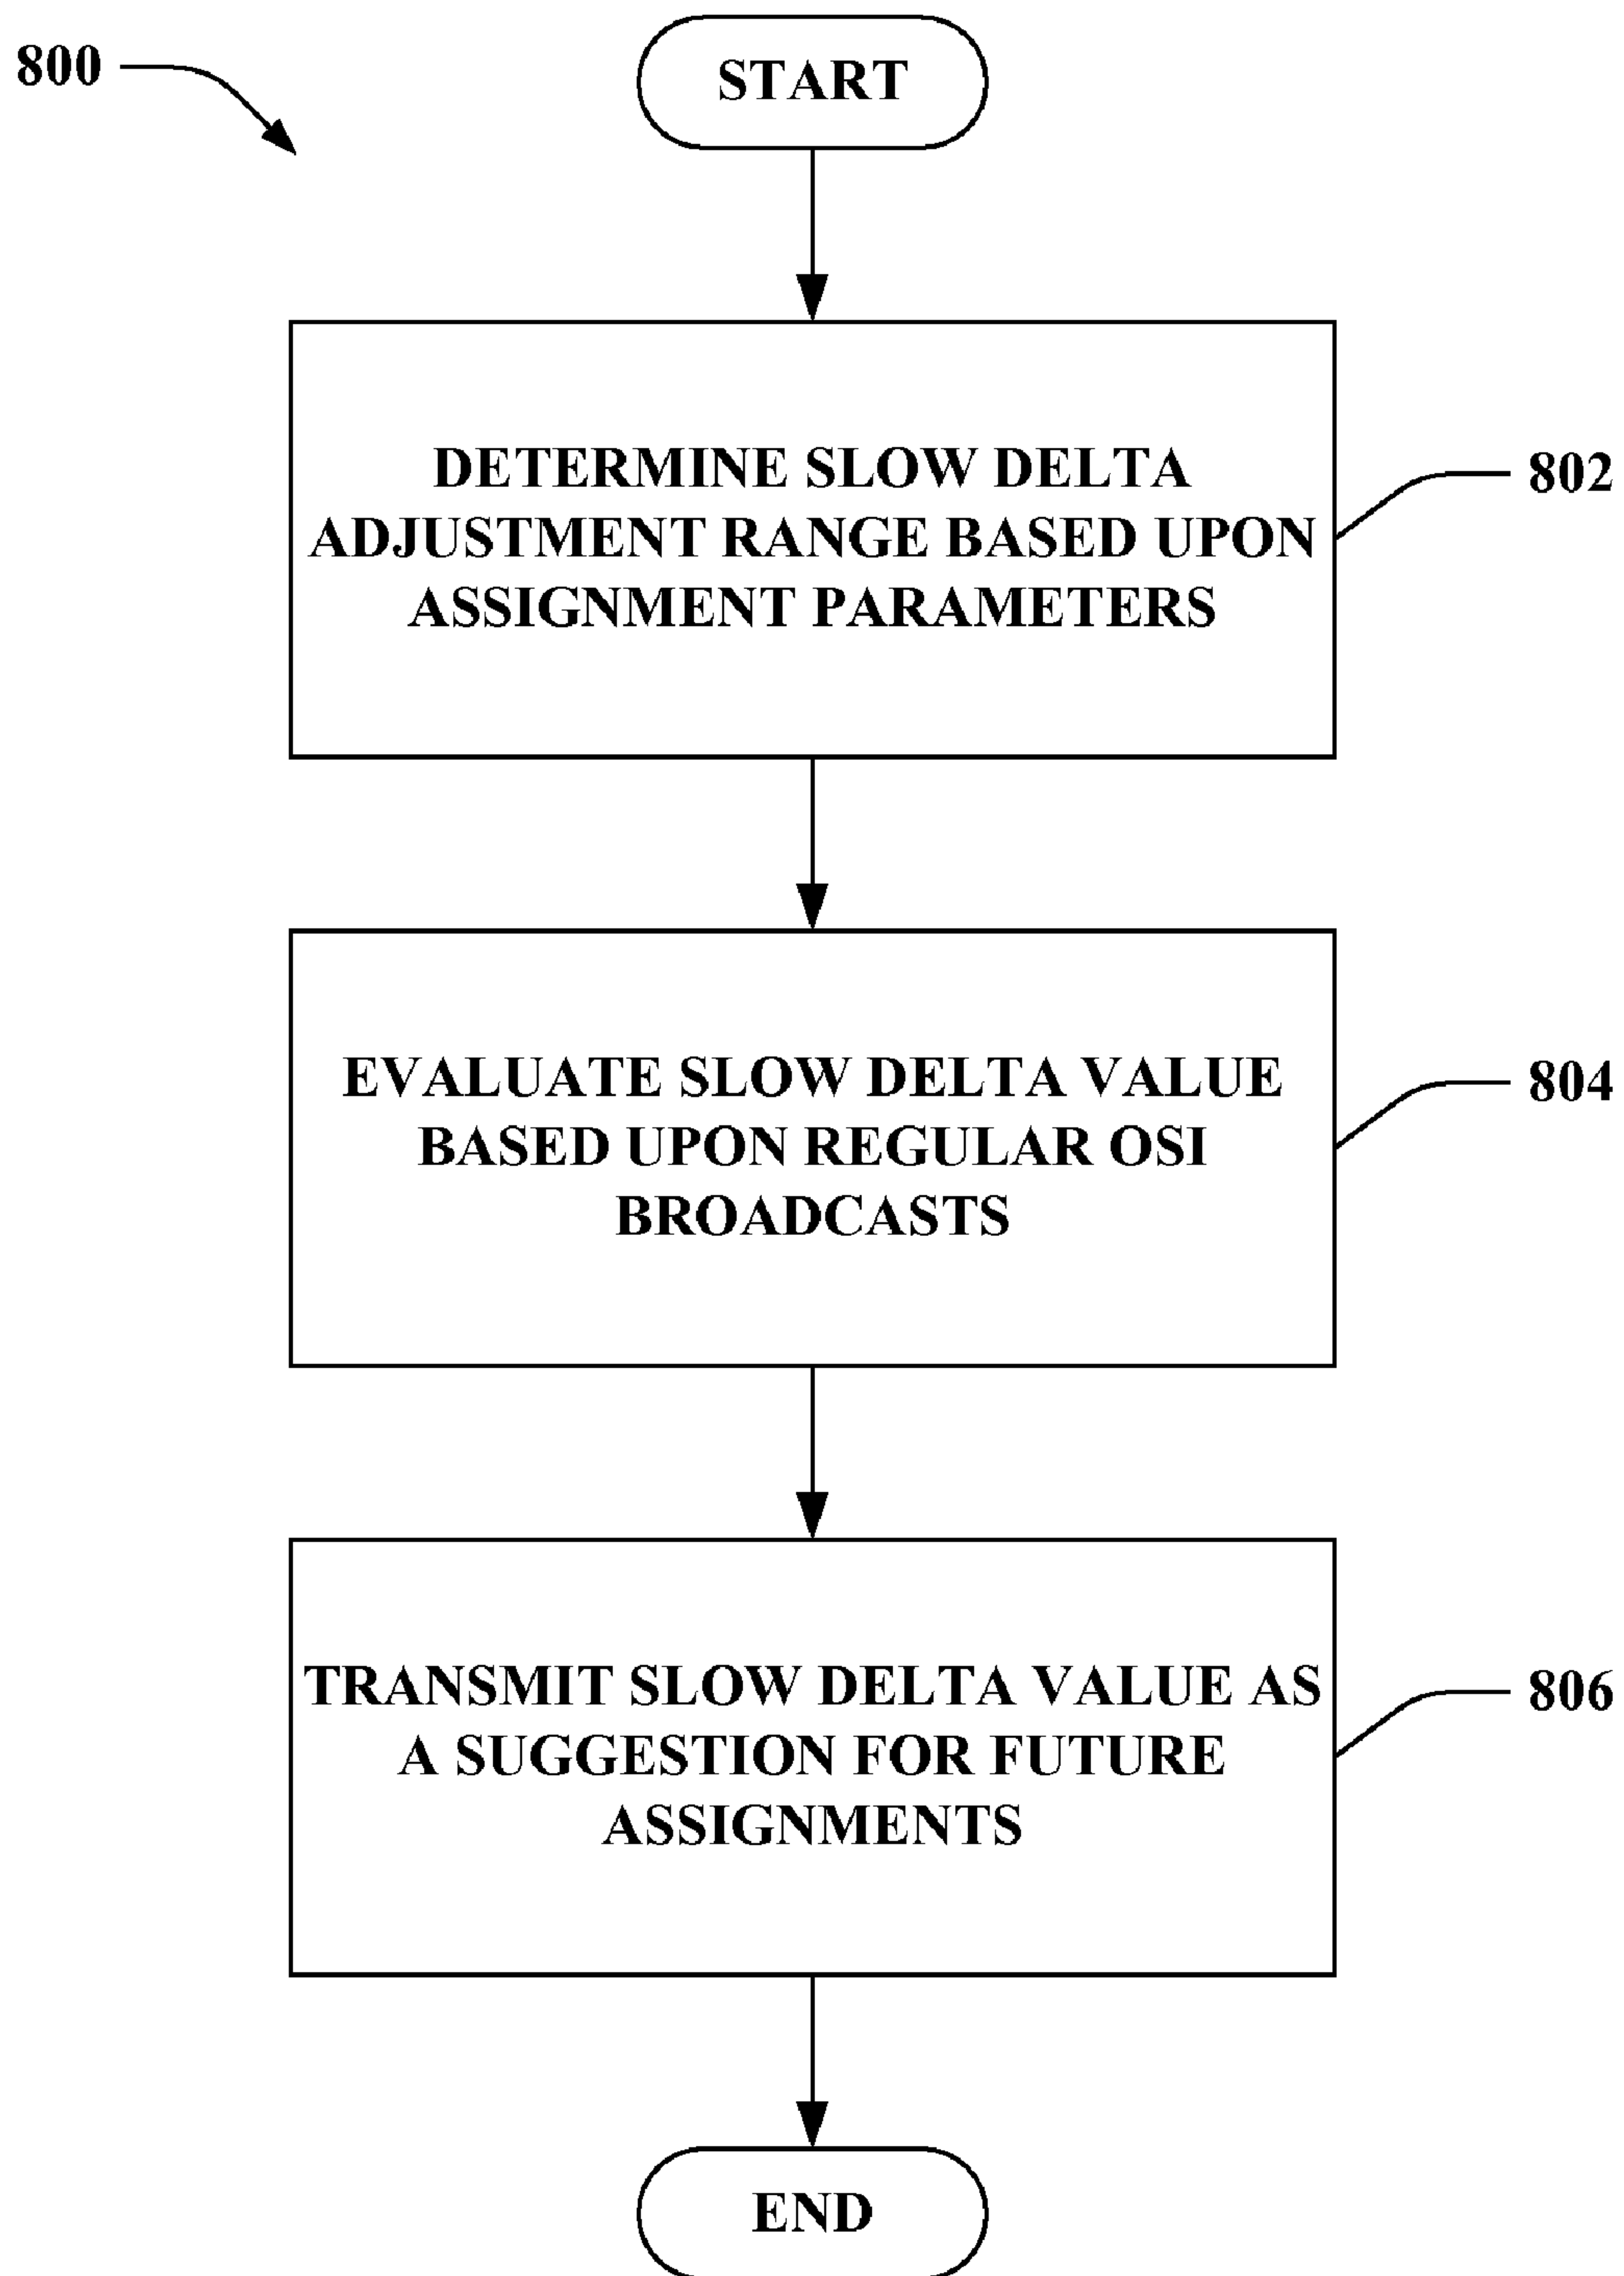 800
START
DETERMINE SLOW DELTA
ADJUSTMENT RANGE BASED UPON
ASSIGNMENT PARAMETERS
802
EVALUATE SLOW DELTA VALUE
BASED UPON REGULAR OSI
BROADCASTS
804
TRANSMIT SLOW DELTA VALUE AS
A SUGGESTION FOR FUTURE
ASSIGNMENTS
806
END